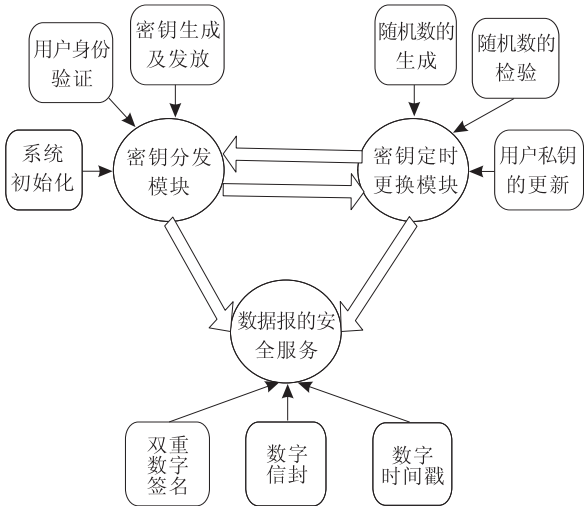 用户身份
验证
密钥生成
及发放
随机数的
生成
随机数的
检验
系统
初始化
密钥分发
模块
密钥定时
更换模块
用户私钥
的更新
数据报的安
全服务
双重
数字
签名
数字
信封
数字
时间戳